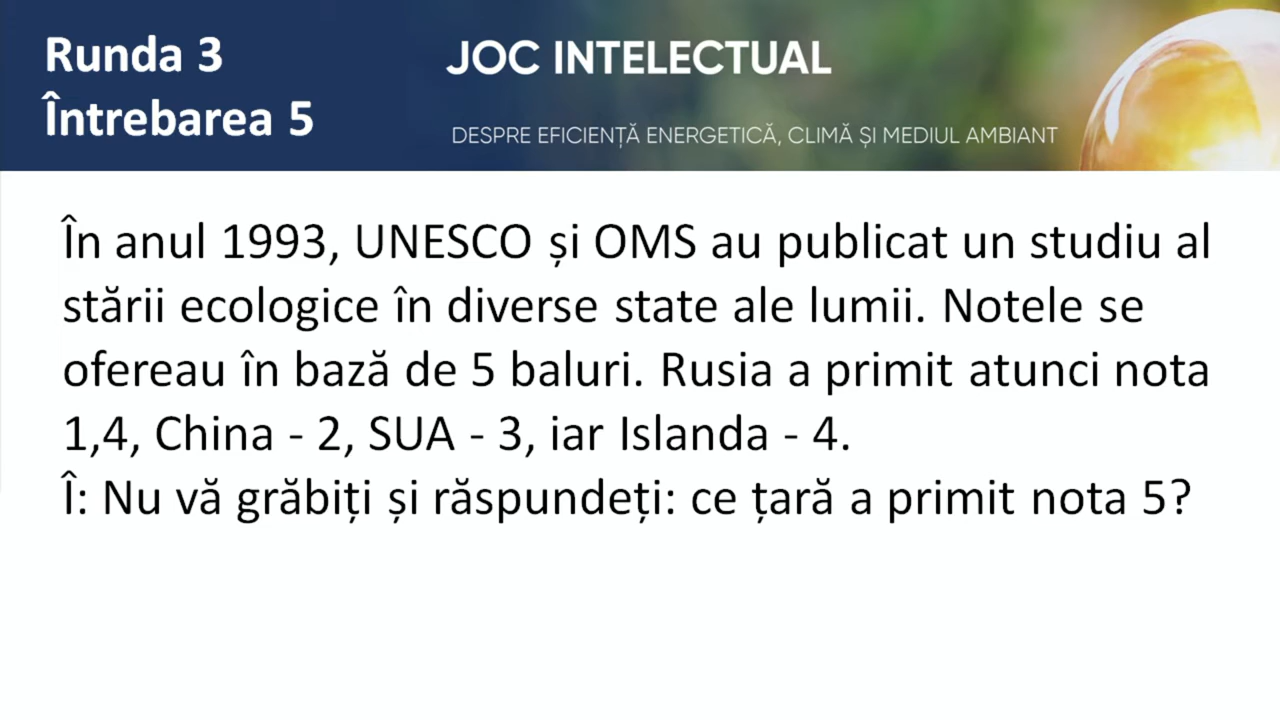 Runda 3
Întrebarea 5
JOC INTELECTUAL
DESPRE EFICIENȚĂ ENERGETICĂ, CLIMĂ ȘI MEDIUL AMBIANT
În anul 1993, UNESCO și OMS au publicat un studiu al
stării ecologice în diverse state ale lumii. Notele se
ofereau în bază de 5 baluri. Rusia a primit atunci nota
1,4, China - 2, SUA - 3, iar Islanda - 4.
Î: Nu vă grăbiți și răspundeți: ce țară a primit nota 5?